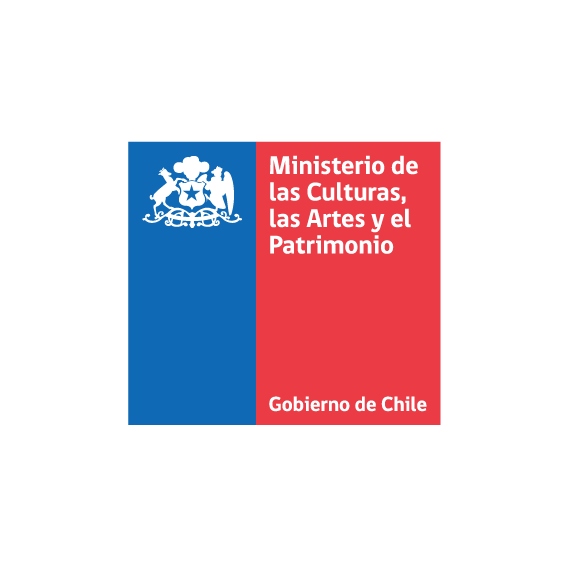 Ministerio de
las Culturas,
las Artes y el
Patrimonio
Gobierno de Chile